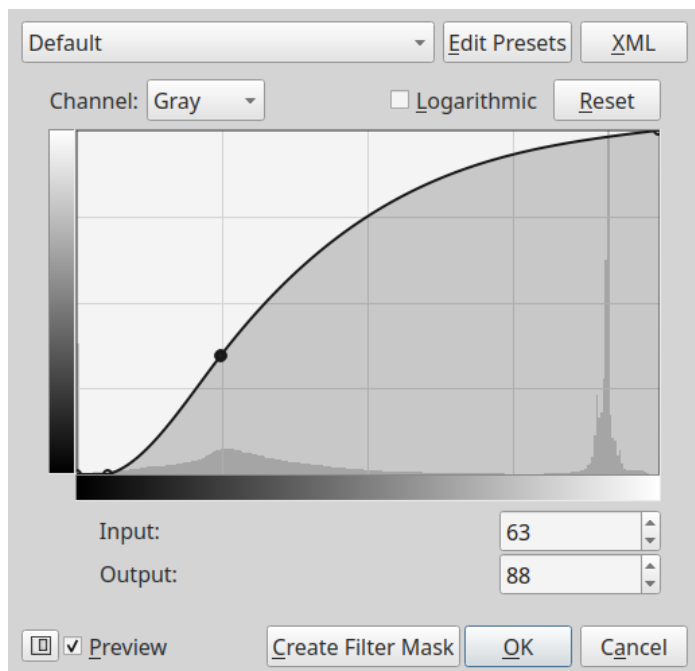 Default Edit Presets XML
Channel: Gray Logarithmic Reset
Input: 63
Output: 88
Preview Create Filter Mask OK Cancel